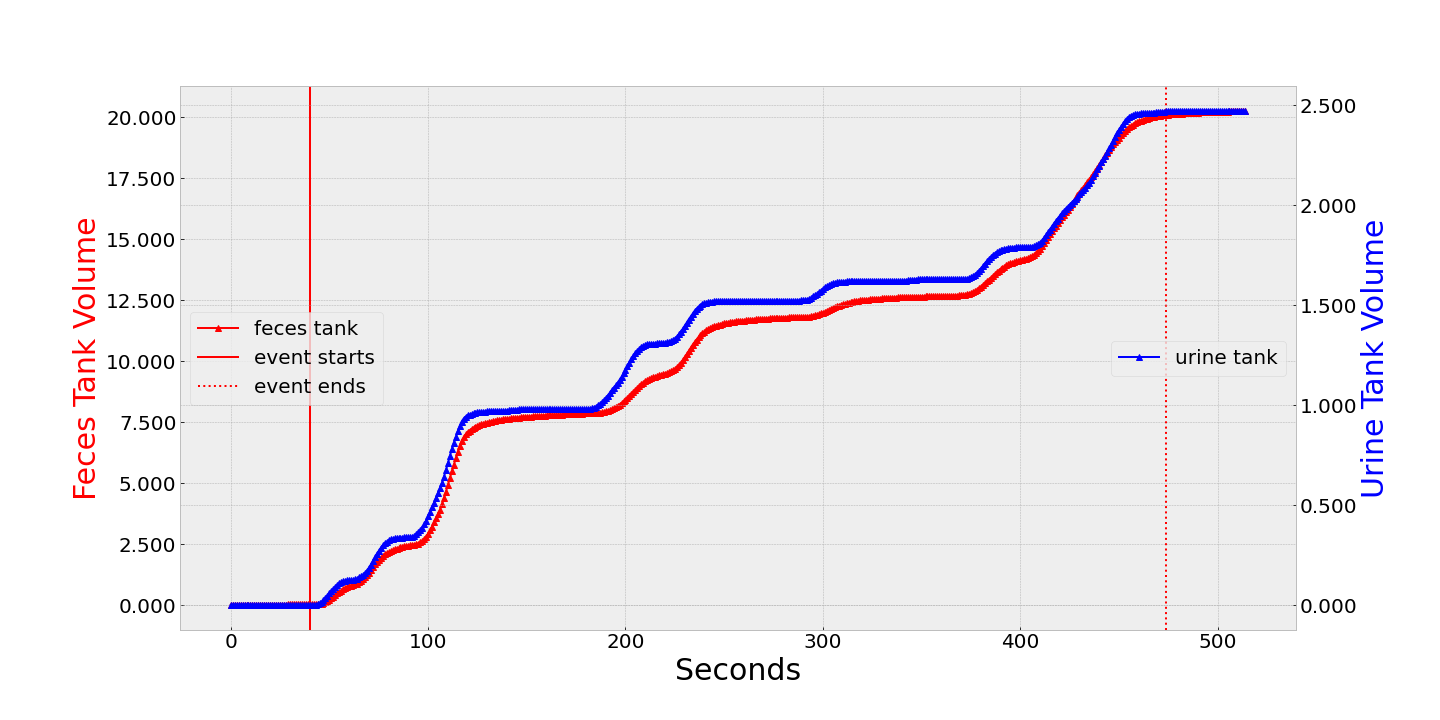 Feces Tank Volume
20.000
17.500
15.000
12.500
10.000
7.500
5.000
2.500
0.000
feces tank
event starts
event ends
urine tank
2.500
2.000
1.500
1.000
0.500
0.000
Urine Tank Volume
0 100 200 300 400 500
Seconds